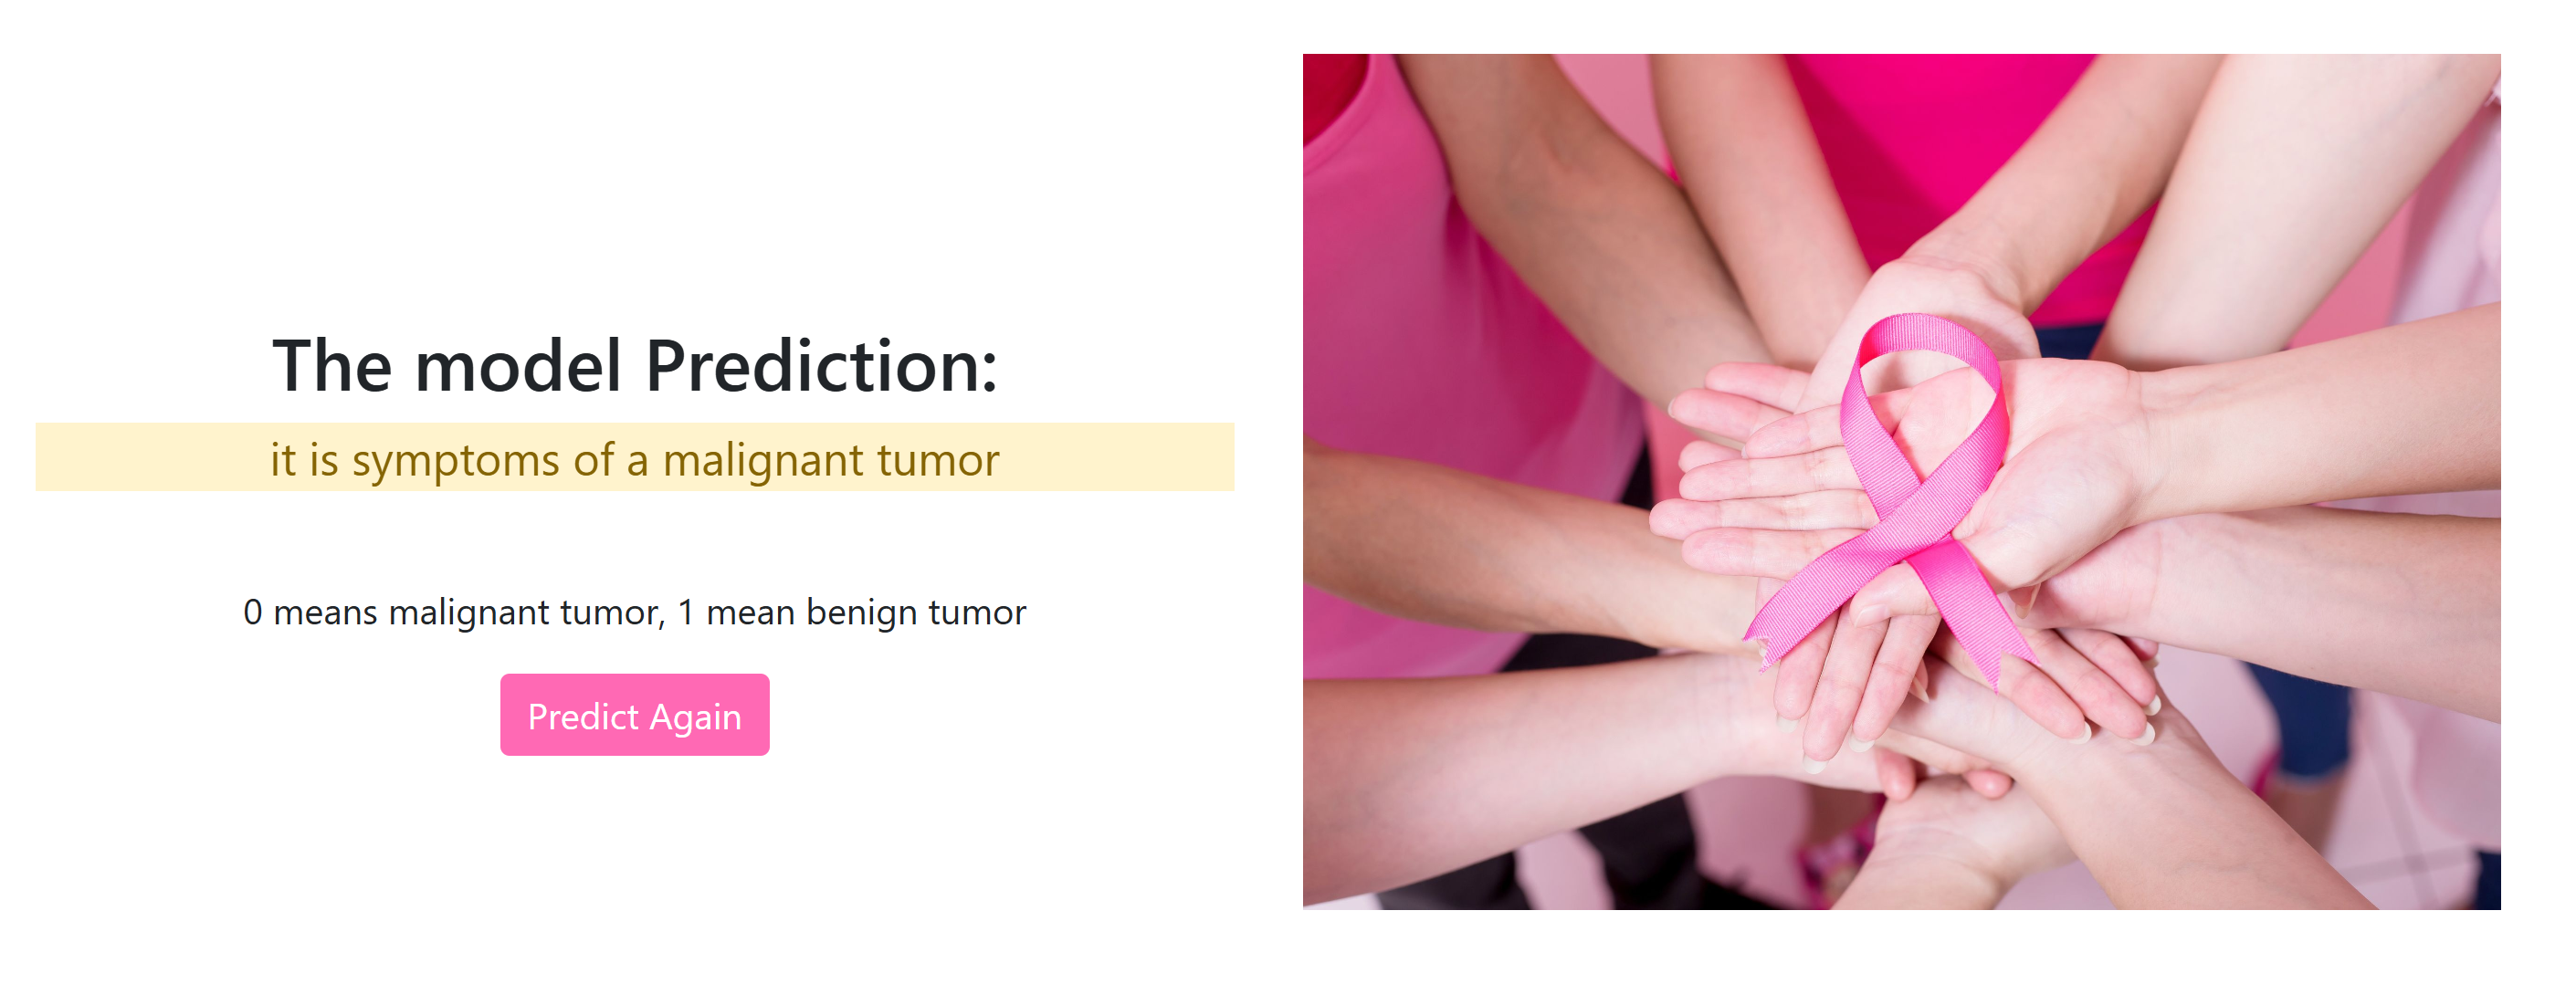 The model Prediction:
it is symptoms of a malignant tumor
0 means malignant tumor, 1 mean benign tumor
Predict Again